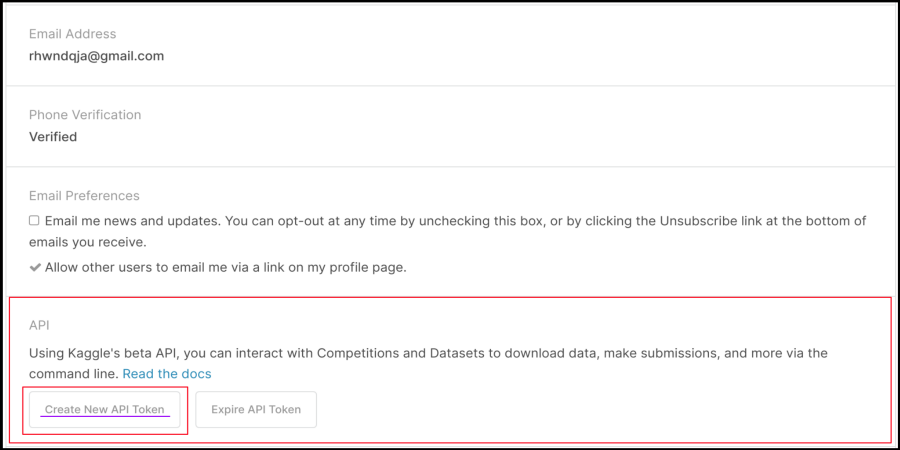 Email Address
rhwndqja@gmail.com
Phone Verification
Verified
Email Preferences
Email me news and updates. You can opt-out at any time by unchecking this box, or by clicking the Unsubscribe link at the bottom of
emails you receive.
Allow other users to email me via a link on my profile page.
API
Using Kaggle's beta API, you can interact with Competitions and Datasets to download data, make submissions, and more via the
command line. Read the docs
Create New API Token Expire API Token